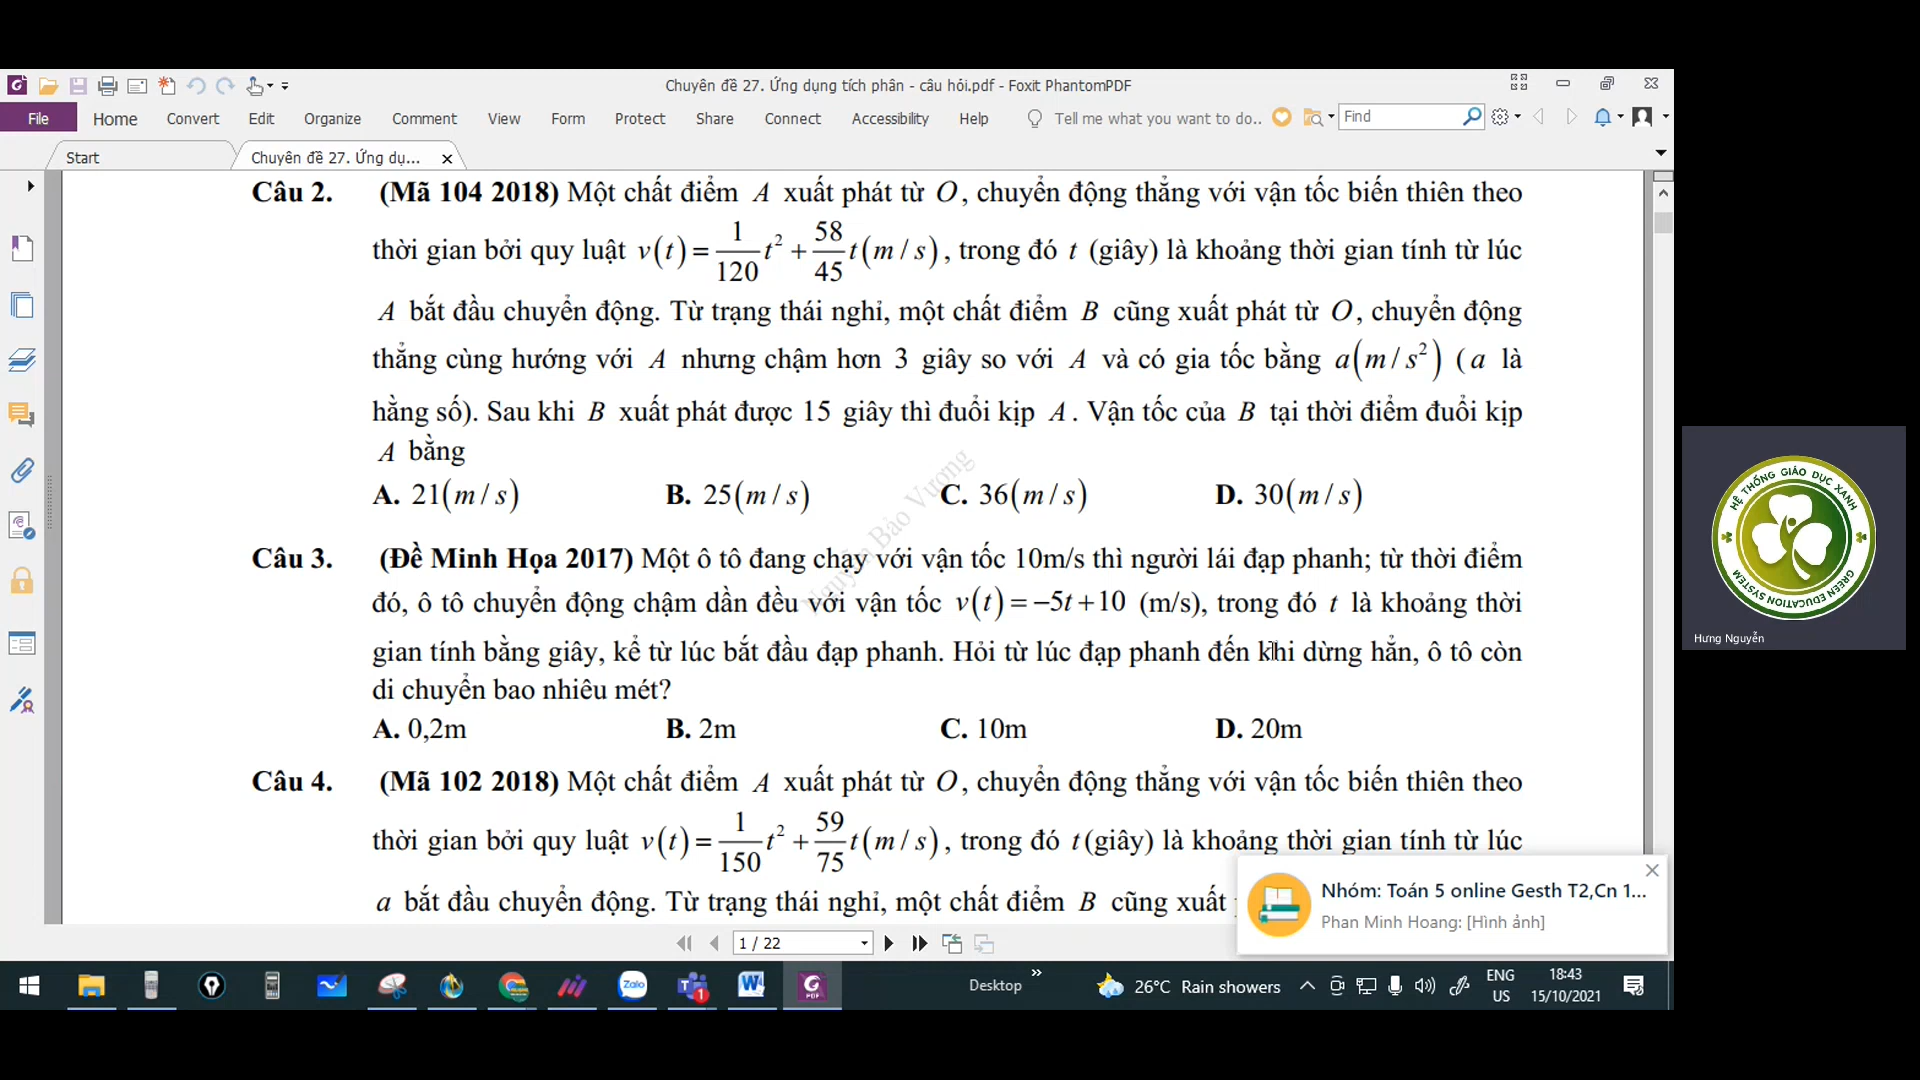 Chuyên đề 27. Ứng dụng tích phân - câu hỏi.pdf - Foxit PhantomPDF
File Home Convert Edit Organize Comment View Form Protect Share Connect Accessibility Help Tell me what you want to do.. Find
Start Chuyên đề 27. Ứng dụ...
Câu 2. (Mã 104 2018) Một chất điểm A xuất phát từ O, chuyển động thẳng với vận tốc biến thiên theo
thời gian bởi quy luật v(t) = 1/120 t² + 58/45 t (m/s), trong đó t (giây) là khoảng thời gian tính từ lúc
A bắt đầu chuyển động. Từ trạng thái nghỉ, một chất điểm B cũng xuất phát từ O, chuyển động
thẳng cùng hướng với A nhưng chậm hơn 3 giây so với A và có gia tốc bằng a(m/s²) (a là
hằng số). Sau khi B xuất phát được 15 giây thì đuổi kịp A. Vận tốc của B tại thời điểm đuổi kịp
A bằng
A. 21(m/s) B. 25(m/s) C. 36(m/s) D. 30(m/s)
Nguyễn Bảo Vương
Câu 3. (Đề Minh Họa 2017) Một ô tô đang chạy với vận tốc 10m/s thì người lái đạp phanh; từ thời điểm
đó, ô tô chuyển động chậm dần đều với vận tốc v(t) = −5t + 10 (m/s), trong đó t là khoảng thời
gian tính bằng giây, kể từ lúc bắt đầu đạp phanh. Hỏi từ lúc đạp phanh đến khi dừng hẳn, ô tô còn
di chuyển bao nhiêu mét?
A. 0,2m B. 2m C. 10m D. 20m
Câu 4. (Mã 102 2018) Một chất điểm A xuất phát từ O, chuyển động thẳng với vận tốc biến thiên theo
thời gian bởi quy luật v(t) = 1/150 t² + 59/75 t (m/s), trong đó t(giây) là khoảng thời gian tính từ lúc
a bắt đầu chuyển động. Từ trạng thái nghỉ, một chất điểm B cũng xuất
Nhóm: Toán 5 online Gesth T2,Cn 1...
Phan Minh Hoang: [Hình ảnh]
1 / 22
Zalo
1
PDF
Desktop
26°C Rain showers
ENG
US
18:43
15/10/2021
HỆ THỐNG GIÁO DỤC XANH
GREEN EDUCATION SYSTEM
Hưng Nguyễn